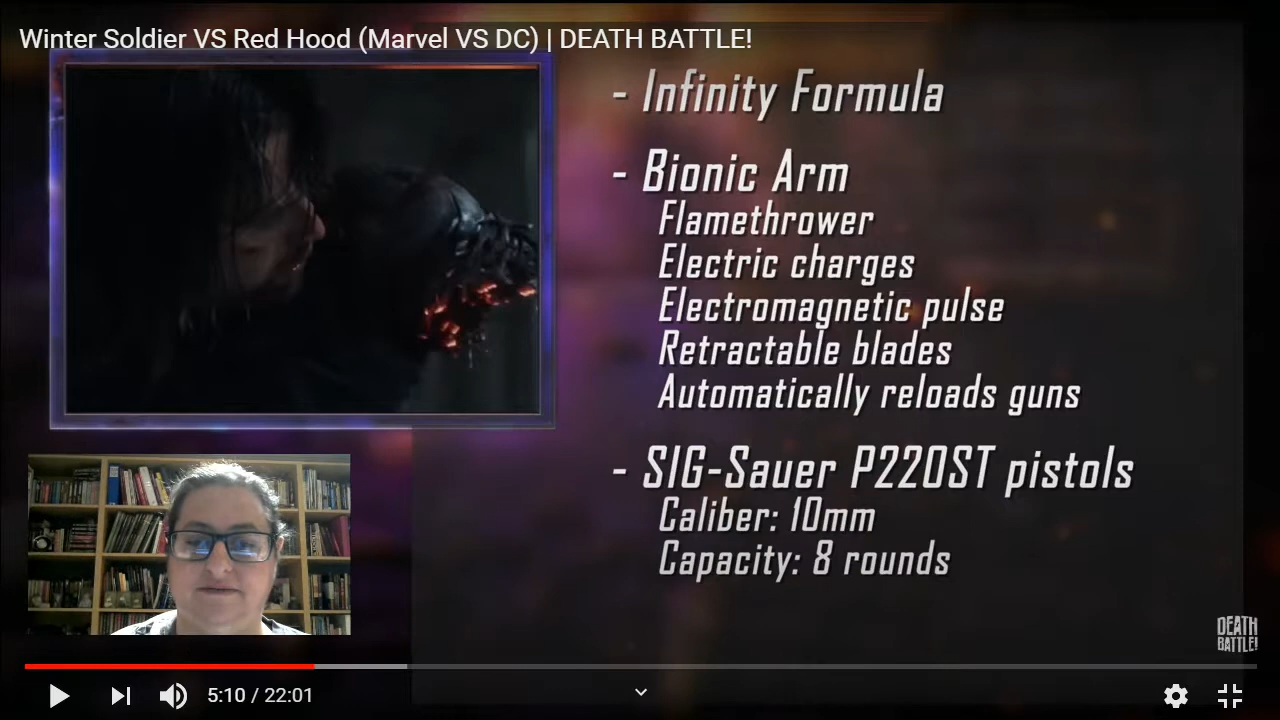 Winter Soldier VS Red Hood (Marvel VS DC) | DEATH BATTLE!
- Infinity Formula
- Bionic Arm
Flamethrower
Electric charges
Electromagnetic pulse
Retractable blades
Automatically reloads guns
- SIG-Sauer P220ST pistols
Caliber: 10mm
Capacity: 8 rounds
DEATH
BATTLE!
5:10 / 22:01